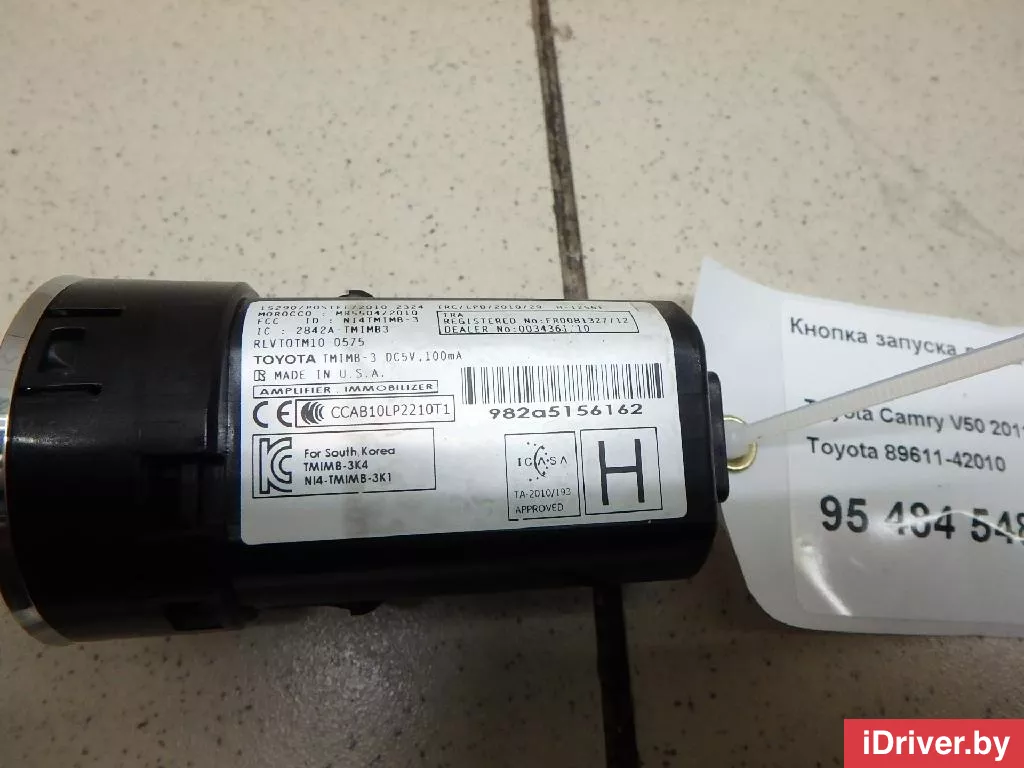 MOROCCO : MR5604/2010
FCC ID : NI4TMIMB-3
IC : 2842A-TMIMB3
RLVTOTM10 0575
TOYOTA TMIMB-3 DC5V, 100mA
MADE IN U.S.A.
AMPLIFIER, IMMOBILIZER
CE CCAB10LP2210T1
For South Korea
TMIMB-3K4
NI4-TMIMB-3K1
TRA
REGISTERED No:ER0081327/12
DEALER No:0034361/10
982a5156162
ICASA
TA-2010/193
APPROVED
H
Кнопка запуска
Toyota Camry V50 201
Toyota 89611-42010
95 484 548
iDriver.by